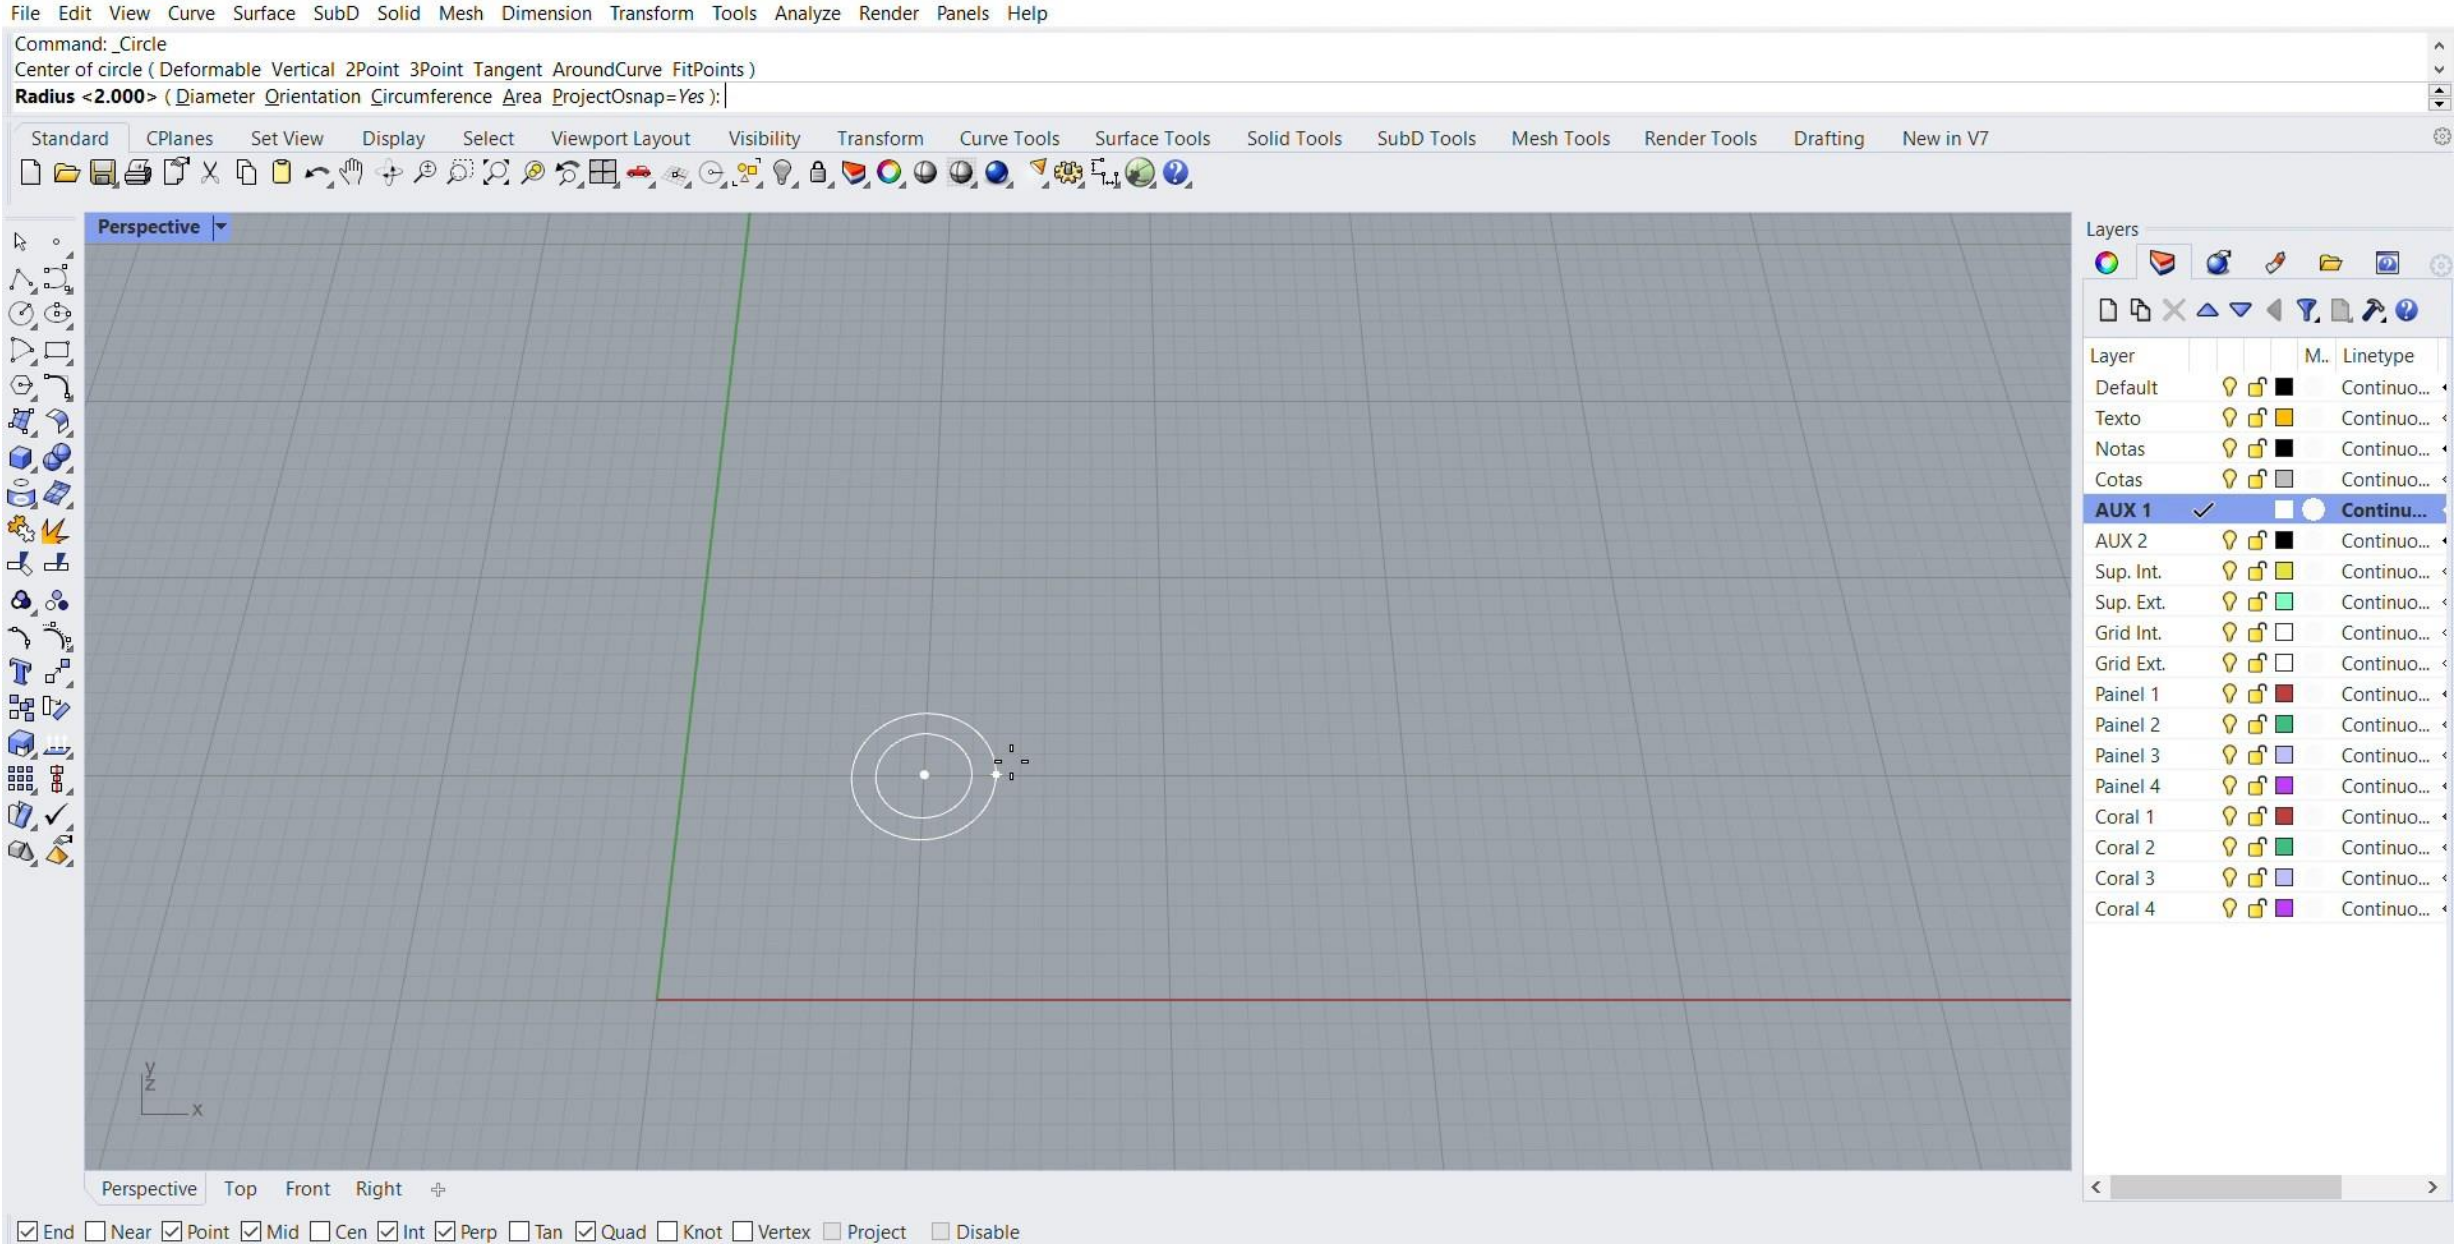 File Edit View Curve Surface SubD Solid Mesh Dimension Transform Tools Analyze Render Panels Help
Command: _Circle
Center of circle ( Deformable Vertical 2Point 3Point Tangent AroundCurve FitPoints )
Radius <2.000> ( Diameter Orientation Circumference Area ProjectOsnap=Yes ):
Standard CPlanes Set View Display Select Viewport Layout Visibility Transform Curve Tools Surface Tools Solid Tools SubD Tools Mesh Tools Render Tools Drafting New in V7
Perspective
Layers
Layer M.. Linetype
Default Continuo...
Texto Continuo...
Notas Continuo...
Cotas Continuo...
AUX 1 Continu...
AUX 2 Continuo...
Sup. Int. Continuo...
Sup. Ext. Continuo...
Grid Int. Continuo...
Grid Ext. Continuo...
Painel 1 Continuo...
Painel 2 Continuo...
Painel 3 Continuo...
Painel 4 Continuo...
Coral 1 Continuo...
Coral 2 Continuo...
Coral 3 Continuo...
Coral 4 Continuo...
y
z
x
Perspective Top Front Right
End Near Point Mid Cen Int Perp Tan Quad Knot Vertex Project Disable